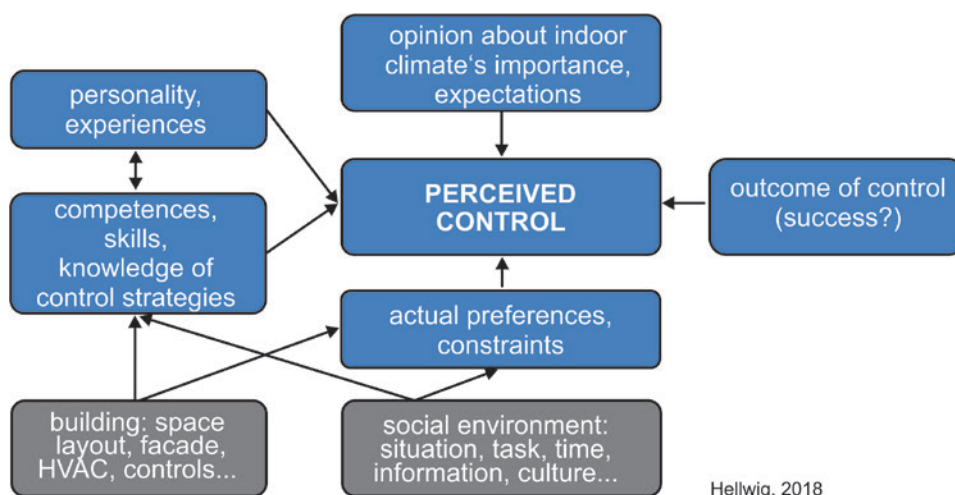 opinion about indoor
climate‘s importance,
expectations
personality,
experiences
PERCEIVED
CONTROL
outcome of control
(success?)
competences,
skills,
knowledge of
control strategies
actual preferences,
constraints
building: space
layout, facade,
HVAC, controls...
social environment:
situation, task, time,
information, culture...
Hellwig, 2018